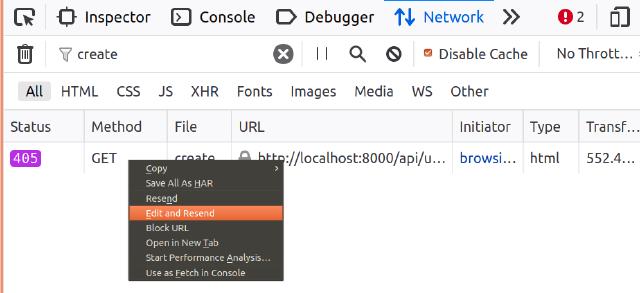 Inspector Console Debugger Network 2
create Disable Cache No Thrott...
All HTML CSS JS XHR Fonts Images Media WS Other
Status Method File URL Initiator Type Transf...
405 GET create http://localhost:8000/api/u... browsi... html 552.4...
Copy
Save All As HAR
Resend
Edit and Resend
Block URL
Open in New Tab
Start Performance Analysis...
Use as Fetch in Console